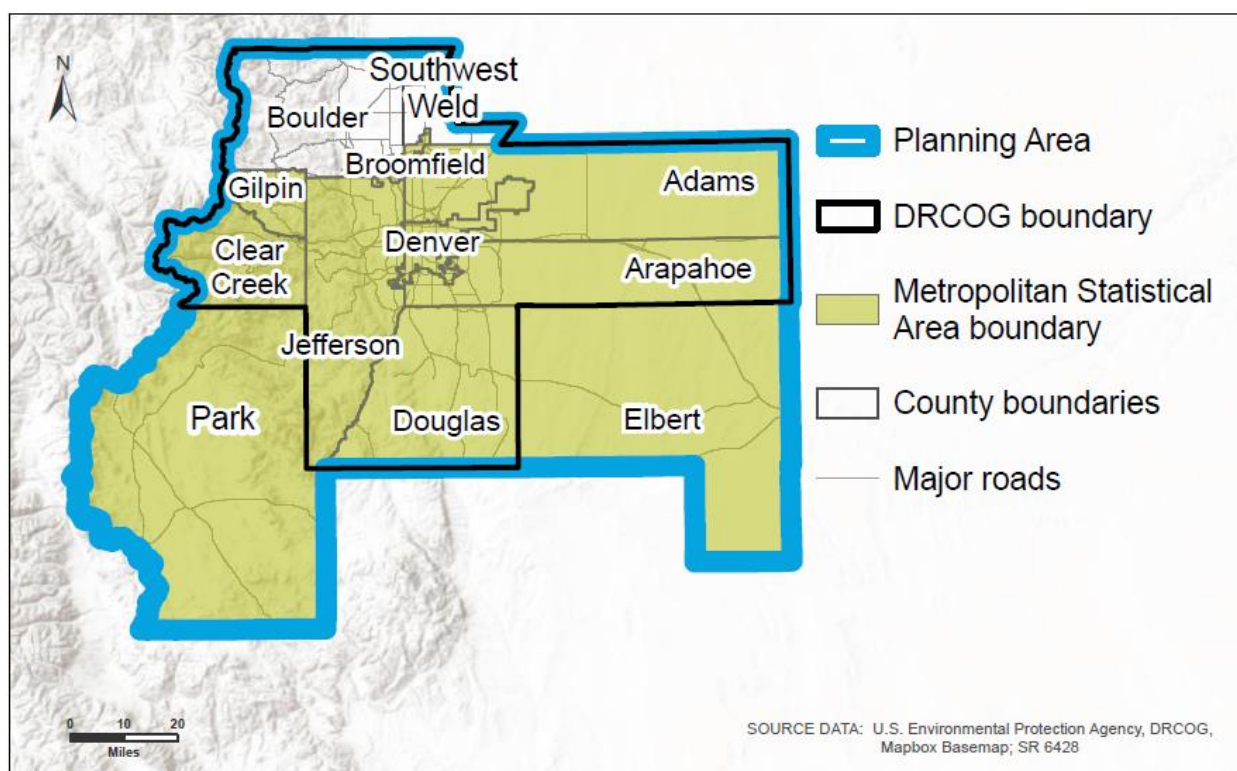 N
Southwest
Weld
Boulder
Broomfield
Gilpin
Adams
Clear
Creek
Denver
Arapahoe
Jefferson
Park
Douglas
Elbert
Planning Area
DRCOG boundary
Metropolitan Statistical
Area boundary
County boundaries
Major roads
0 10 20
Miles
SOURCE DATA: U.S. Environmental Protection Agency, DRCOG,
Mapbox Basemap; SR 6428